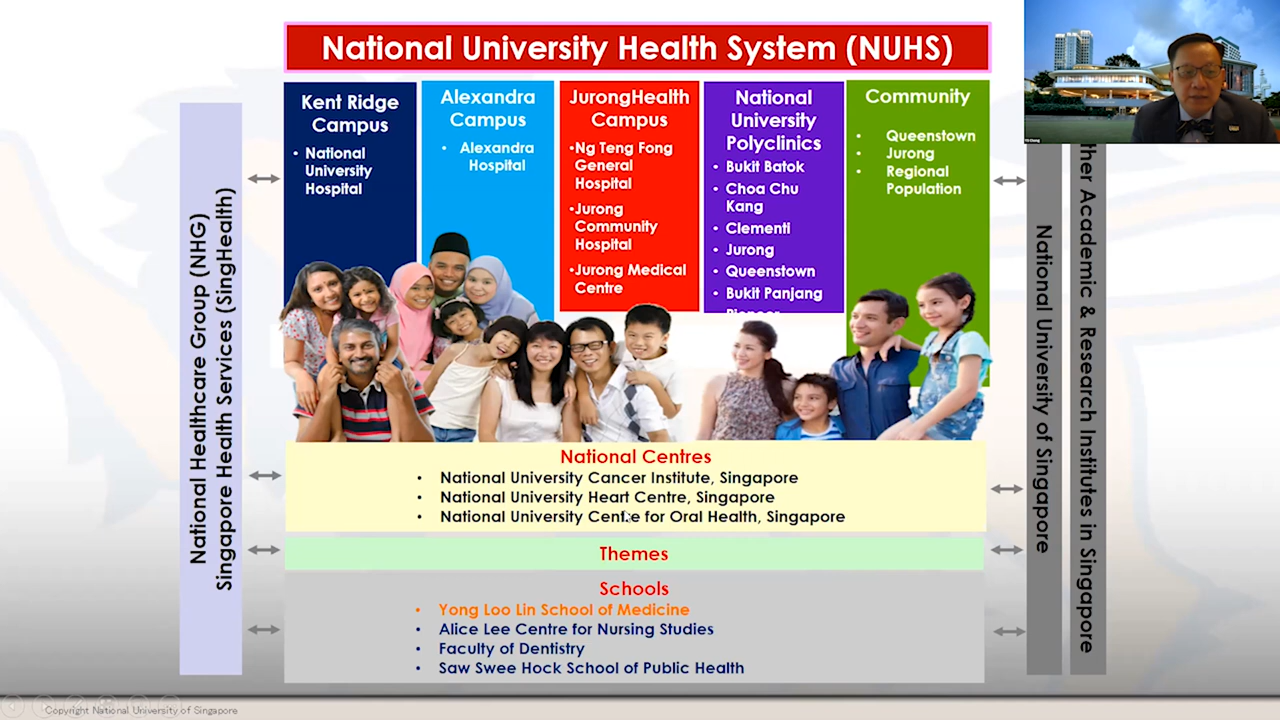 National University Health System (NUHS)
Kent Ridge
Campus
• National
University
Hospital
Alexandra
Campus
• Alexandra
Hospital
JurongHealth
Campus
•Ng Teng Fong
General
Hospital
•Jurong
Community
Hospital
•Jurong Medical
Centre
National
University
Polyclinics
• Bukit Batok
• Choa Chu
Kang
• Clementi
• Jurong
• Queenstown
• Bukit Panjang
Community
• Queenstown
• Jurong
• Regional
Population
National Healthcare Group (NHG)
Singapore Health Services (SingHealth)
National University of Singapore
Academic & Research Institutes in Singapore
National Centres
• National University Cancer Institute, Singapore
• National University Heart Centre, Singapore
• National University Centre for Oral Health, Singapore
Themes
Schools
• Yong Loo Lin School of Medicine
• Alice Lee Centre for Nursing Studies
• Faculty of Dentistry
• Saw Swee Hock School of Public Health
Copyright National University of Singapore